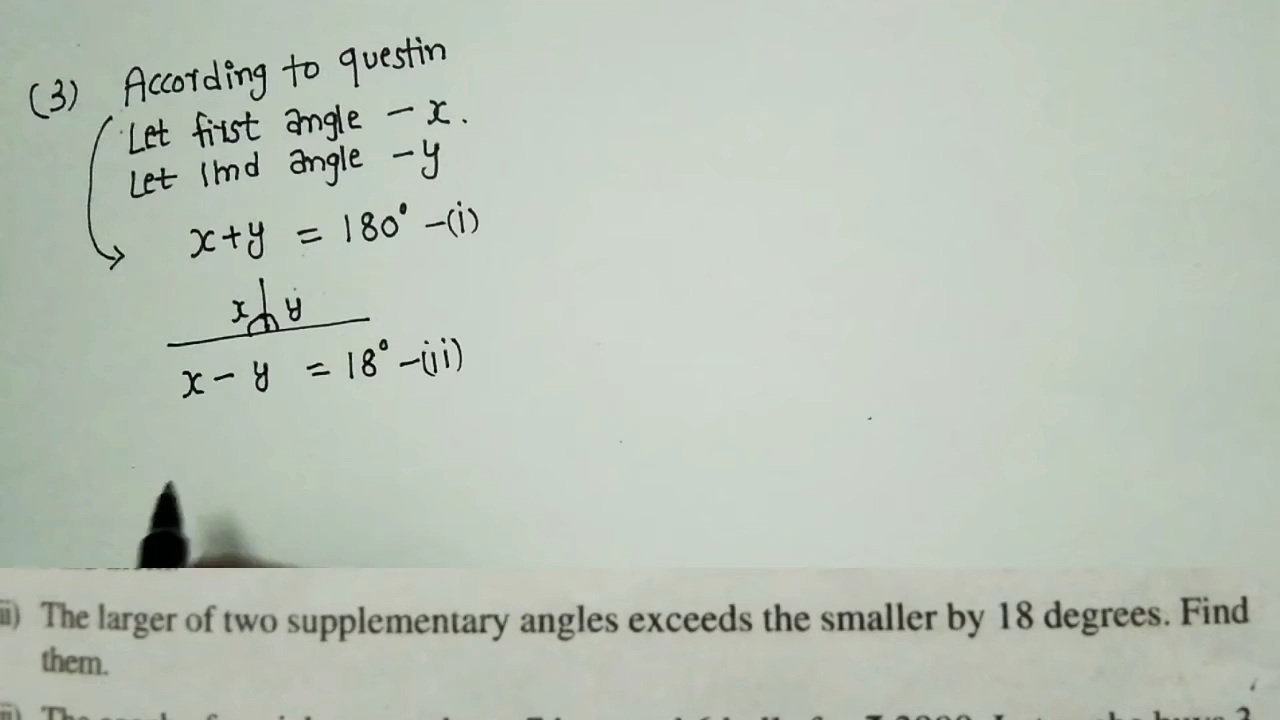 (3) According to questin
Let first angle - x.
Let IInd angle - y
x+y = 180° -(i)
x y
x - y = 18° -(ii)
ii) The larger of two supplementary angles exceeds the smaller by 18 degrees. Find
them.